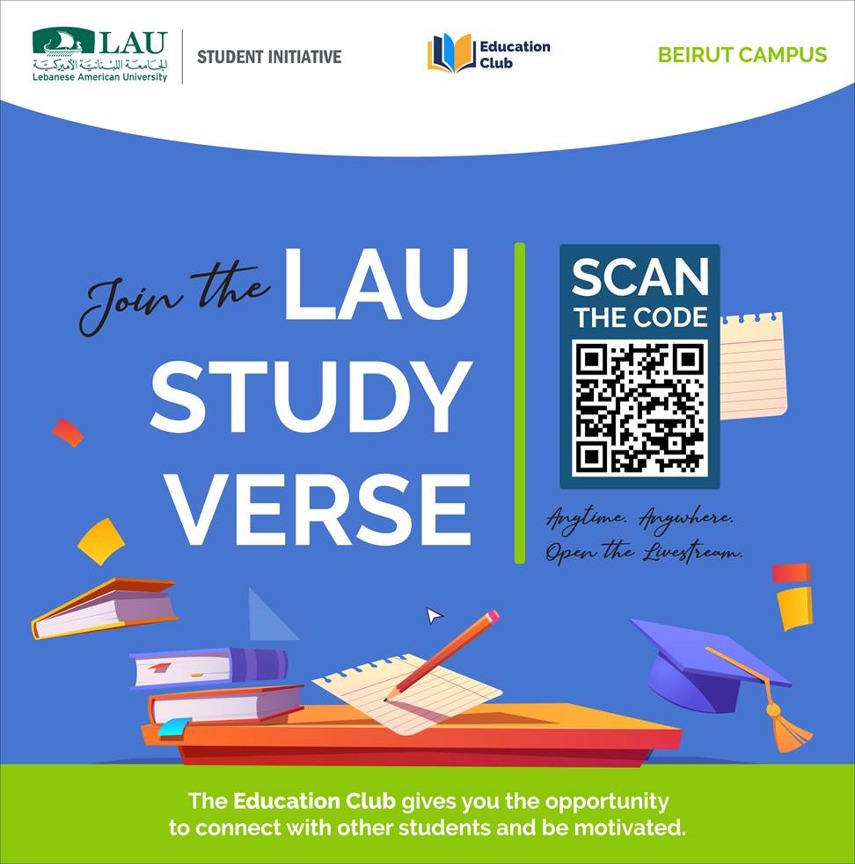 LAU
الجامعة اللبنانية الأميركية
Lebanese American University
STUDENT INITIATIVE
Education
Club
BEIRUT CAMPUS
Join the LAU
STUDY
VERSE
SCAN
THE CODE
Anytime. Anywhere.
Open the Livestream.
The Education Club gives you the opportunity
to connect with other students and be motivated.